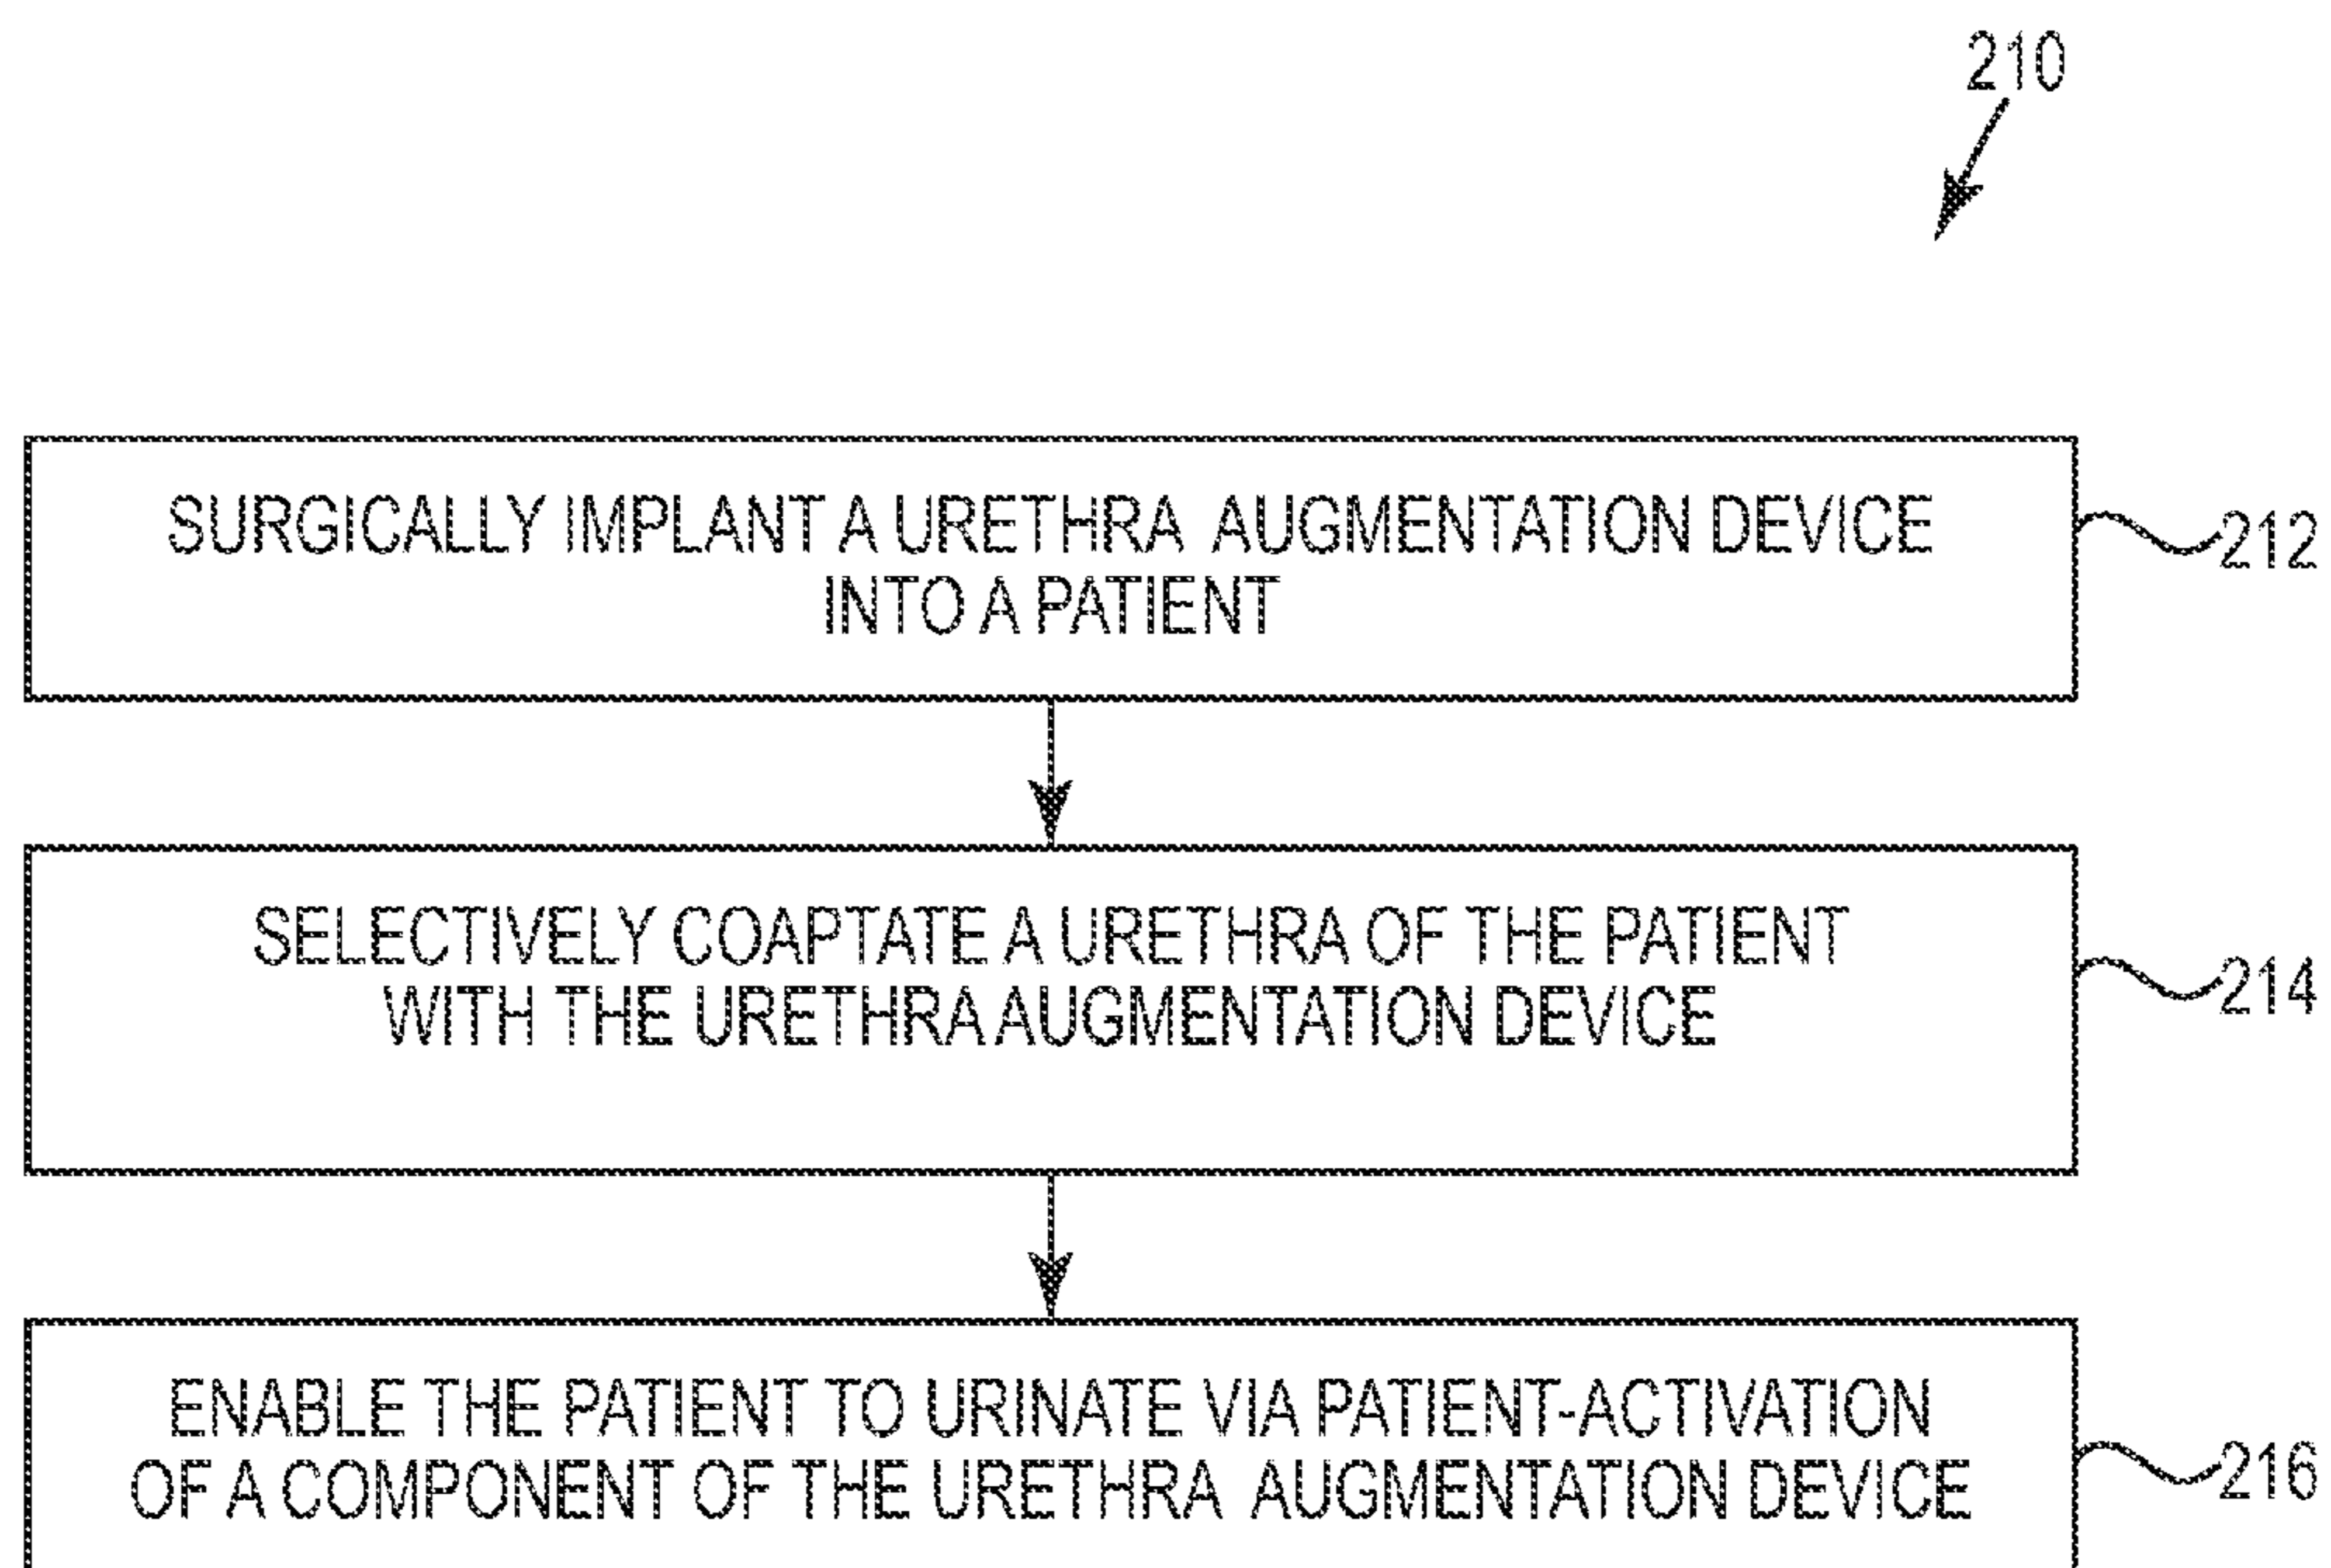 210
SURGICALLY IMPLANT A URETHRA AUGMENTATION DEVICE
INTO A PATIENT
212
SELECTIVELY COAPTATE A URETHRA OF THE PATIENT
WITH THE URETHRA AUGMENTATION DEVICE
214
ENABLE THE PATIENT TO URINATE VIA PATIENT-ACTIVATION
OF A COMPONENT OF THE URETHRA AUGMENTATION DEVICE
216